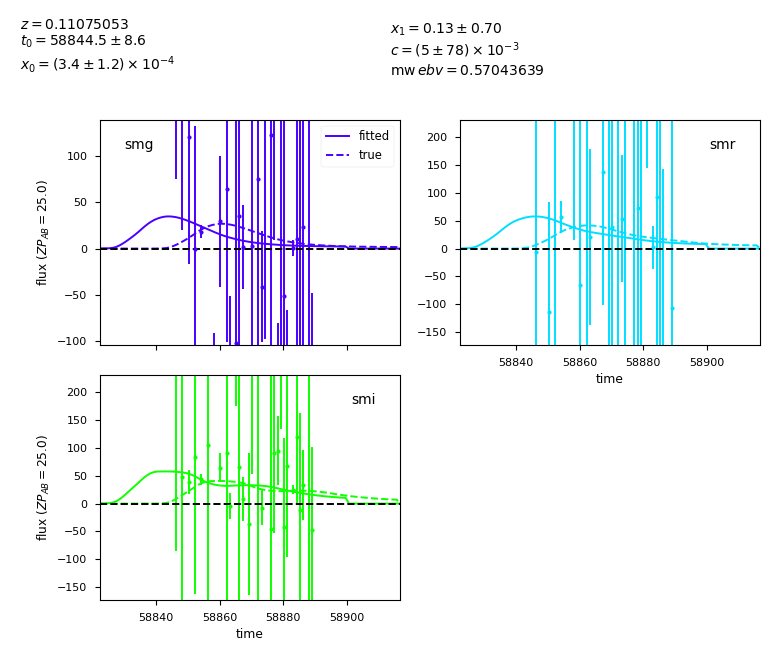 z = 0.11075053
t₀ = 58844.5 ± 8.6
x₀ = (3.4 ± 1.2) × 10⁻⁴
x₁ = 0.13 ± 0.70
c = (5 ± 78) × 10⁻³
mw ebv = 0.57043639
smg
fitted
true
100
50
0
−50
−100
flux (ZP_AB = 25.0)
smr
200
150
100
50
0
−50
−100
−150
58840 58860 58880 58900
time
smi
200
150
100
50
0
−50
−100
−150
flux (ZP_AB = 25.0)
58840 58860 58880 58900
time